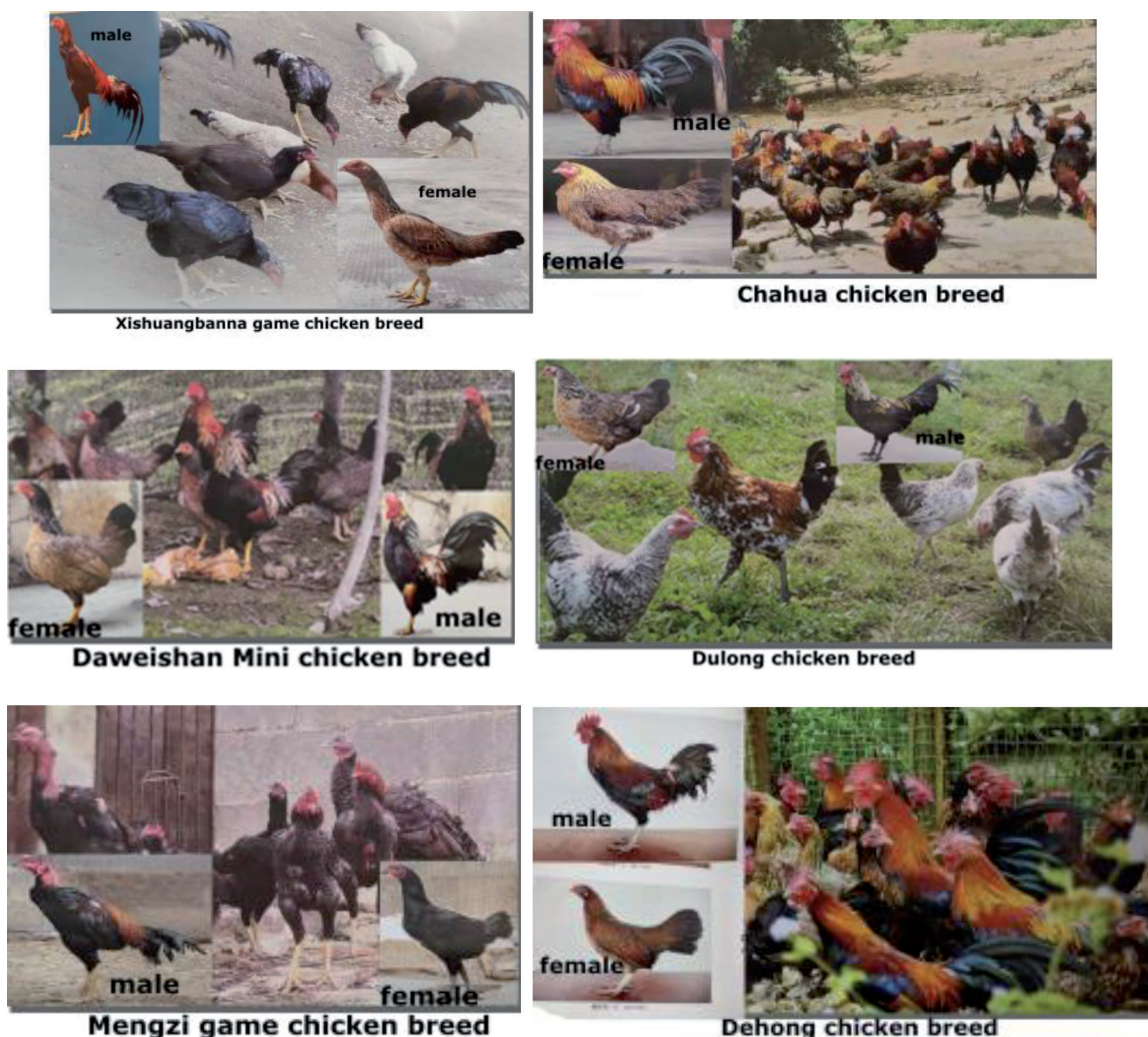 male
female
Xishuangbanna game chicken breed
male
female
Chahua chicken breed
female
male
Daweishan Mini chicken breed
female
male
Dulong chicken breed
male
female
Mengzi game chicken breed
male
female
Dehong chicken breed